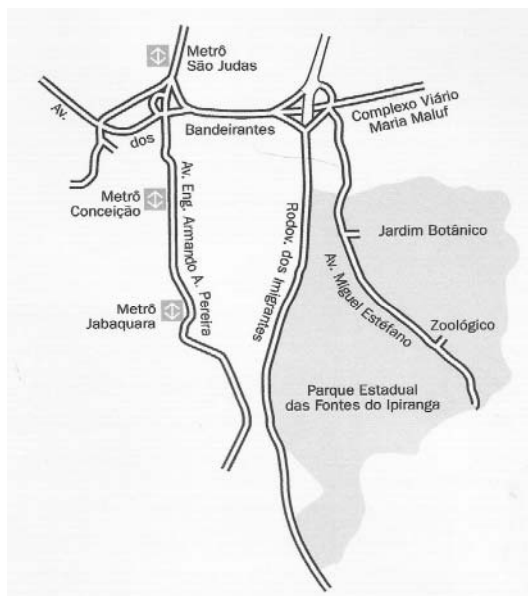 Metrô
São Judas
Av.
dos
Bandeirantes
Complexo Viário
Maria Maluf
Metrô
Conceição
Av. Eng. Armando A. Pereira
Rodov. dos Imigrantes
Jardim Botânico
Av. Miguel Estéfano
Metrô
Jabaquara
Zoológico
Parque Estadual
das Fontes do Ipiranga